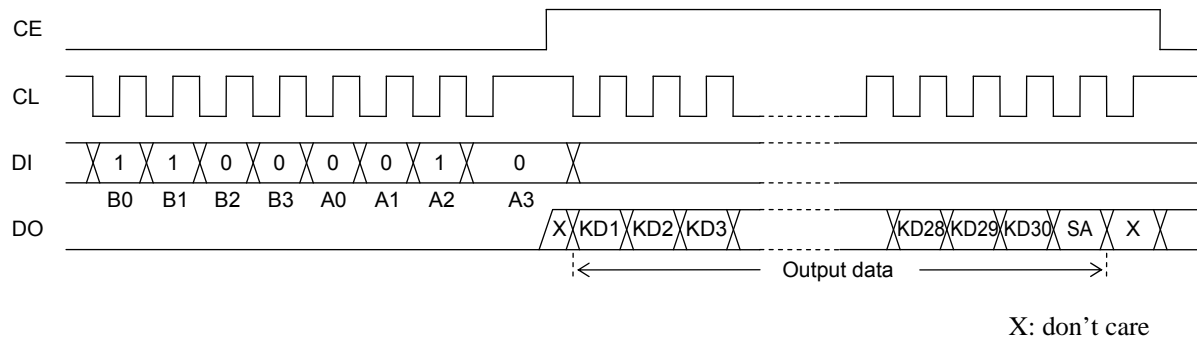 CE
CL
DI 1 1 0 0 0 0 1 0
B0 B1 B2 B3 A0 A1 A2 A3
DO X KD1 KD2 KD3 KD28 KD29 KD30 SA X
Output data
X: don't care